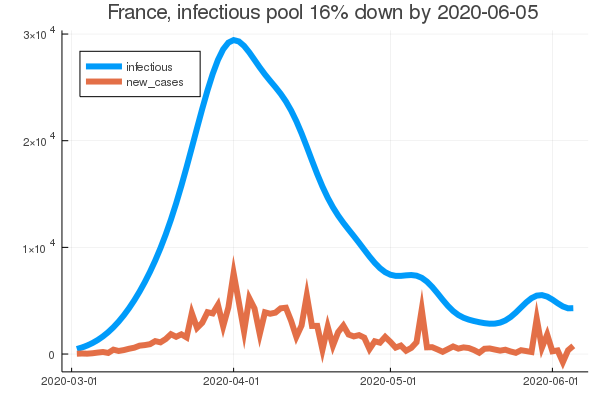 France, infectious pool 16% down by 2020-06-05
3×10 4
infectious
new_cases
2×10 4
1×10 4
0
2020-03-01 2020-04-01 2020-05-01 2020-06-01